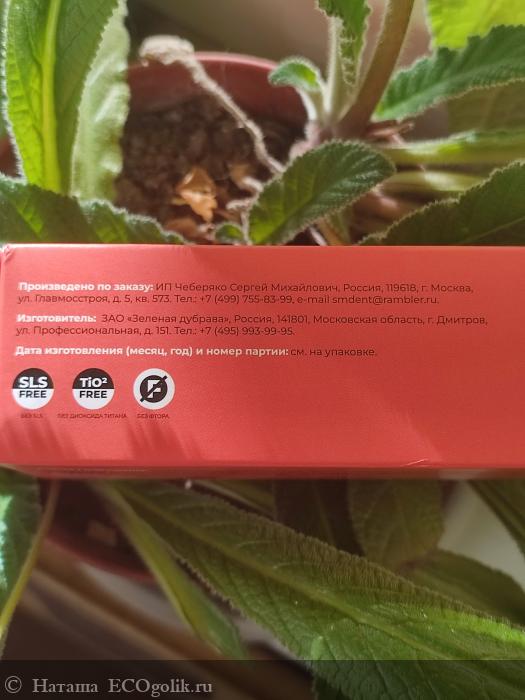 Произведено по заказу: ИП Чеберяко Сергей Михайлович, Россия, 119618, г. Москва,
ул. Главмосстроя, д. 5, кв. 573. Тел.: +7 (499) 755-83-99, e-mail smdent@rambler.ru.
Изготовитель: ЗАО «Зеленая дубрава», Россия, 141801, Московская область, г. Дмитров,
ул. Профессиональная, д. 151. Тел.: +7 (495) 993-99-95.
Дата изготовления (месяц, год) и номер партии: см. на упаковке.
SLS FREE
TiO² FREE
F
БЕЗ SLS
БЕЗ ДИОКСИДА ТИТАНА
БЕЗ ФТОРА
© Наташа ECOgolik.ru